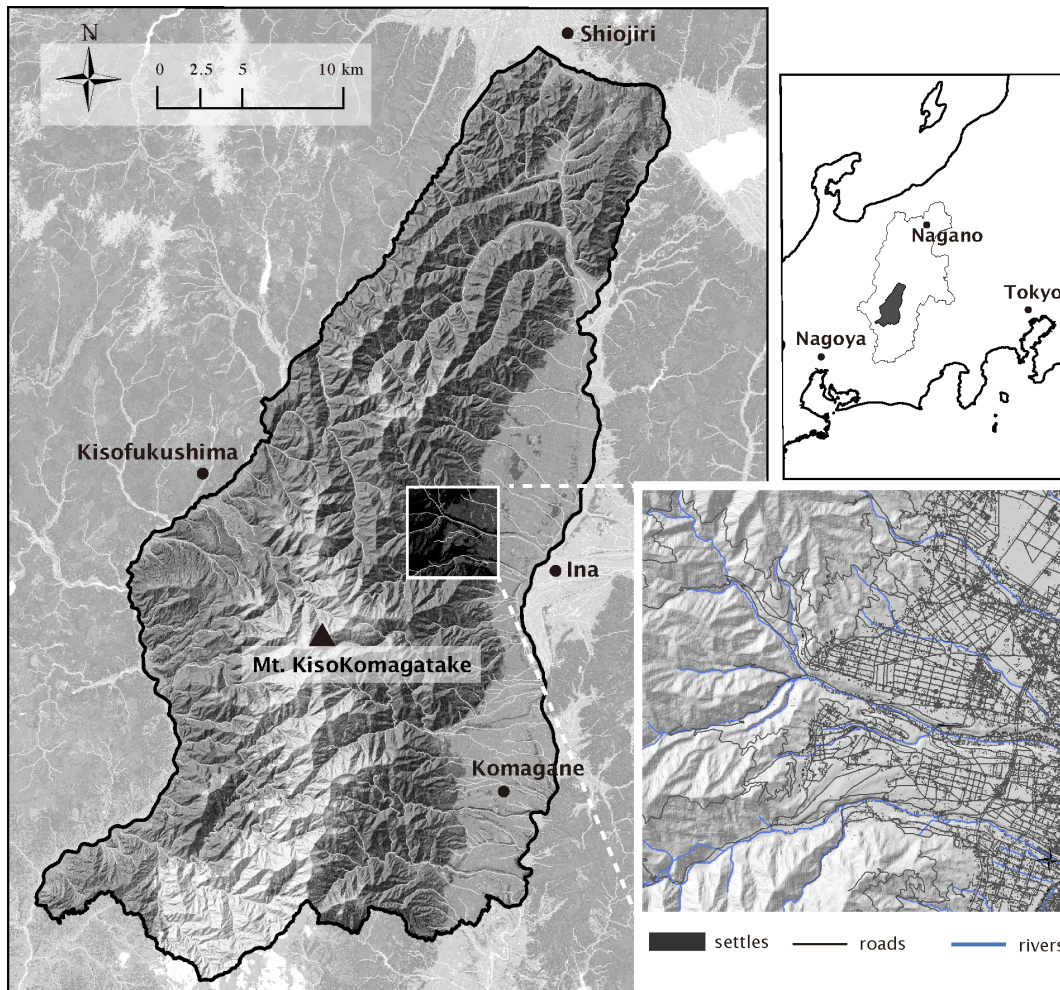 N
0 2.5 5 10 km
Shiojiri
Kisofukushima
Ina
Mt. KisoKomagatake
Komagane
Nagano
Tokyo
Nagoya
settles
roads
rivers